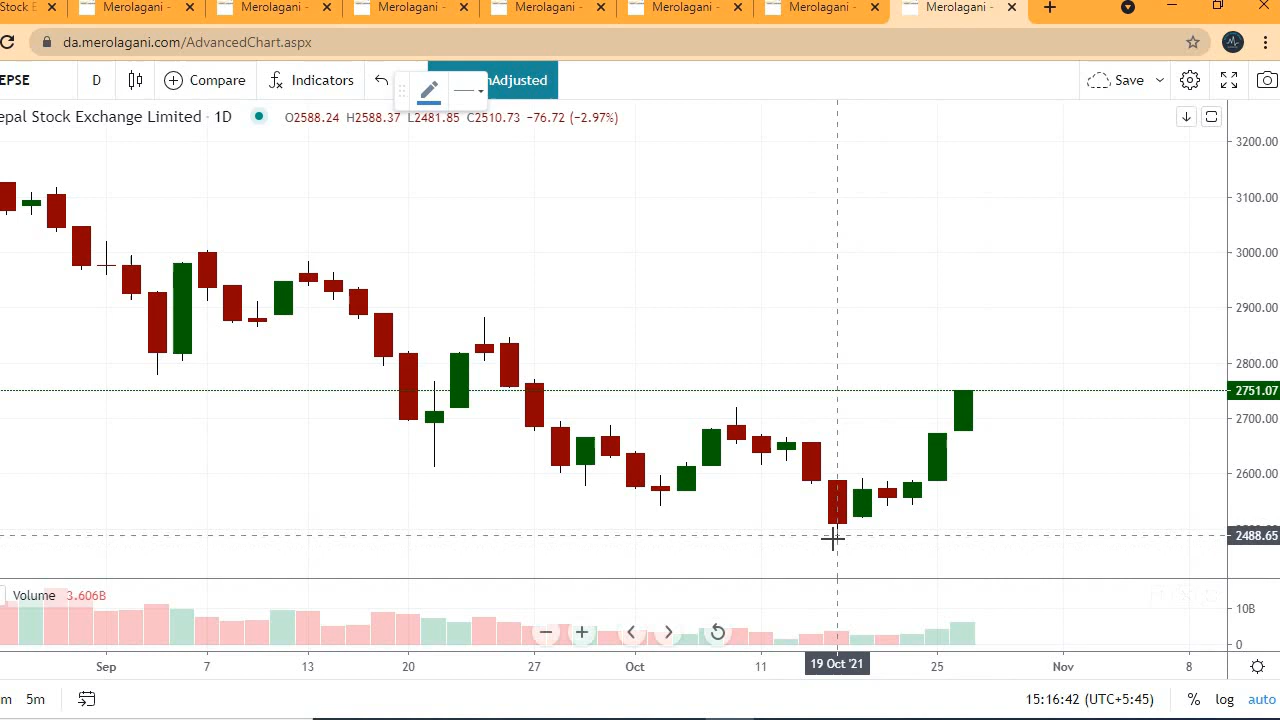 Stock E
Merolagani -
Merolagani -
Merolagani -
Merolagani -
Merolagani -
Merolagani -
Merolagani -
da.merolagani.com/AdvancedChart.aspx
EPSE D Compare Indicators nAdjusted Save
epal Stock Exchange Limited · 1D O2588.24 H2588.37 L2481.85 C2510.73 −76.72 (−2.97%)
3200.00
3100.00
3000.00
2900.00
2800.00
2751.07
2700.00
2600.00
2488.65
Volume 3.606B
10B
0
Sep 7 13 20 27 Oct 11 19 Oct '21 25 Nov 8
m 5m 15:16:42 (UTC+5:45) % log auto